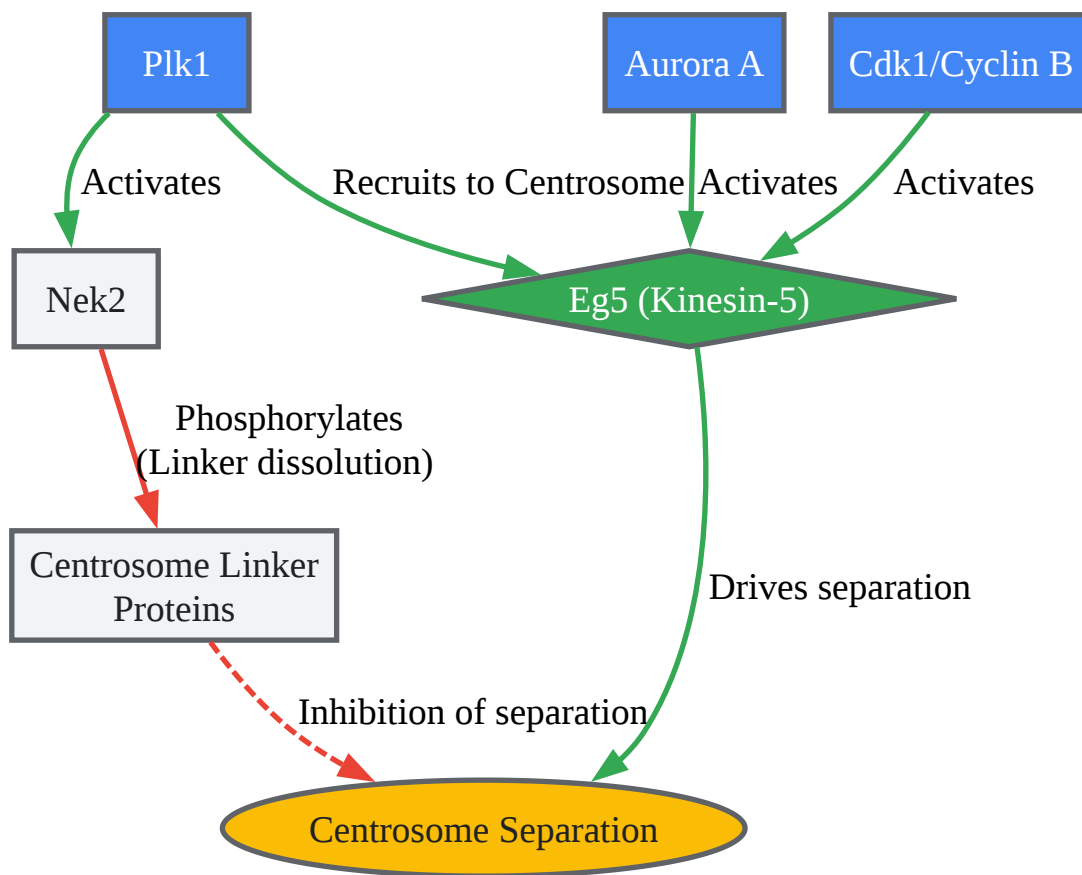 Plk1
Aurora A
Cdk1/Cyclin B
Activates
Recruits to Centrosome
Activates
Activates
Nek2
Eg5 (Kinesin-5)
Phosphorylates
(Linker dissolution)
Centrosome Linker
Proteins
Drives separation
Inhibition of separation
Centrosome Separation